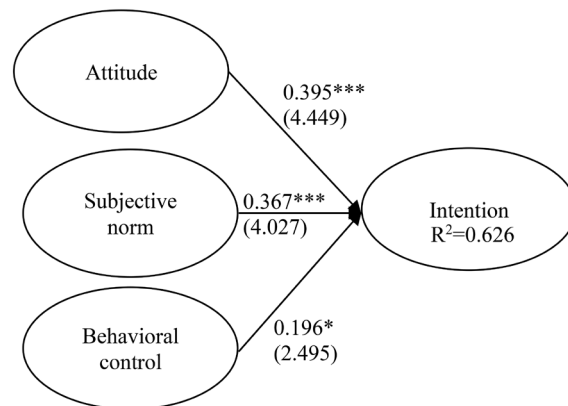 Attitude
0.395***
(4.449)
Subjective
norm
0.367***
(4.027)
Intention
R²=0.626
Behavioral
control
0.196*
(2.495)